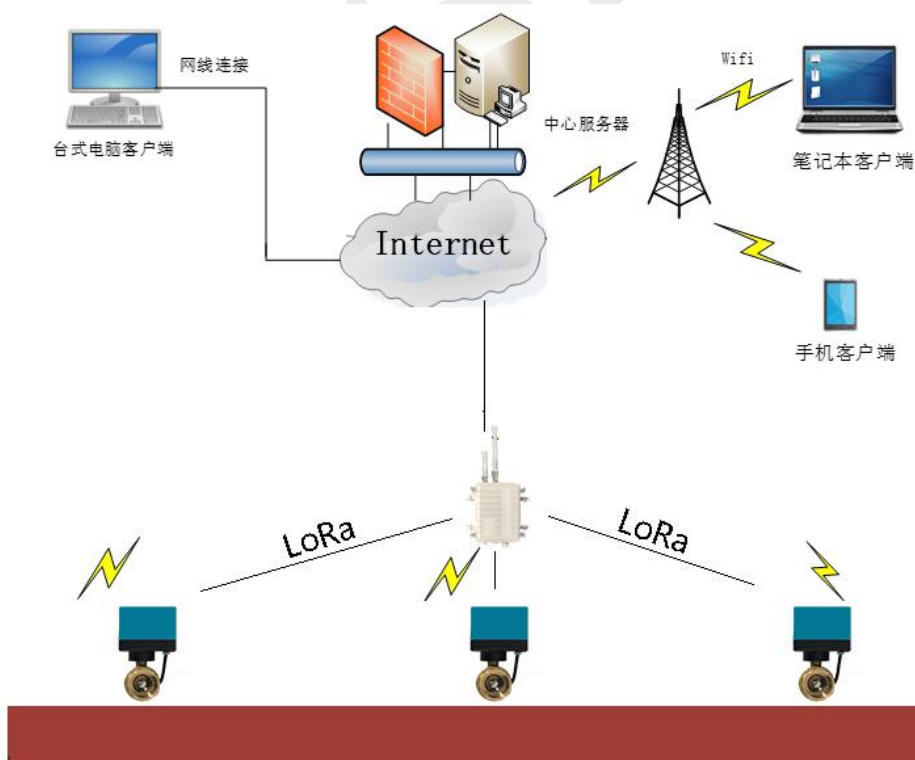 网线连接
Wifi
中心服务器
台式电脑客户端
笔记本客户端
Internet
手机客户端
LoRa
LoRa